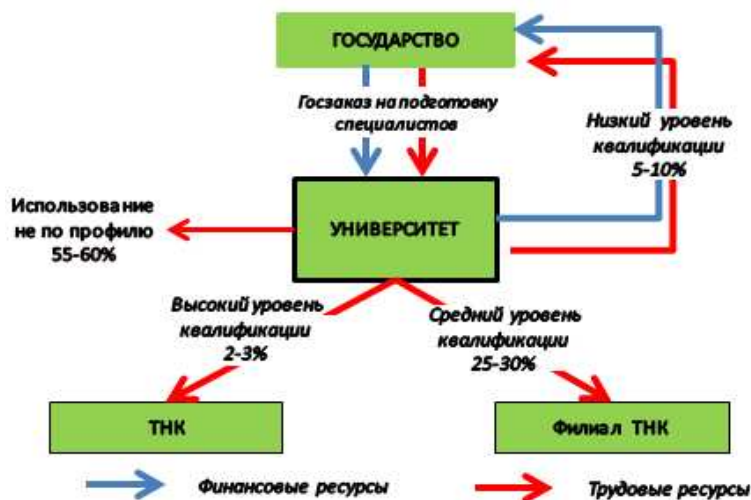 ГОСУДАРСТВО
Госзаказ на подготовку
специалистов
Низкий уровень
квалификации
5-10%
Использование
не по профилю
55-60%
УНИВЕРСИТЕТ
Высокий уровень
квалификации
2-3%
Средний уровень
квалификации
25-30%
ТНК
Филиал ТНК
Финансовые ресурсы
Трудовые ресурсы